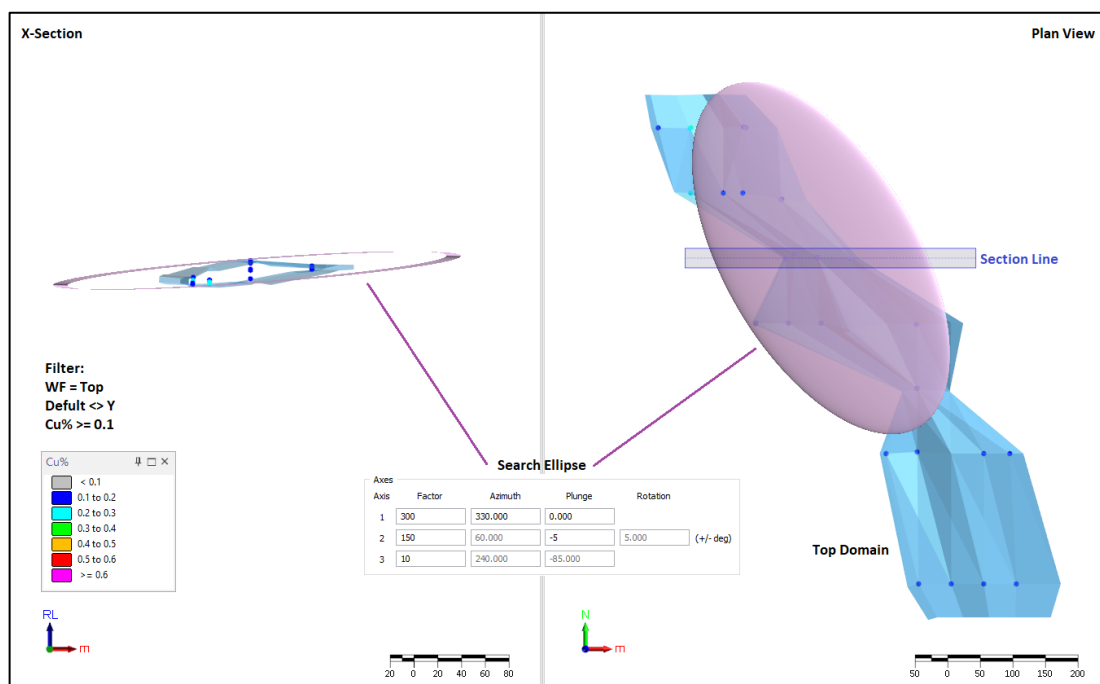 X-Section
Plan View
Section Line
Filter:
WF = Top
Defult <> Y
Cu% >= 0.1
Cu%
< 0.1
0.1 to 0.2
0.2 to 0.3
0.3 to 0.4
0.4 to 0.5
0.5 to 0.6
>= 0.6
Search Ellipse
Axes
Axis Factor Azimuth Plunge Rotation
1 300 330.000 0.000
2 150 60.000 -5 5.000 (+/- deg)
3 10 240.000 -85.000
Top Domain
RL
m
20 0 20 40 60 80
N
m
50 0 50 100 150 200